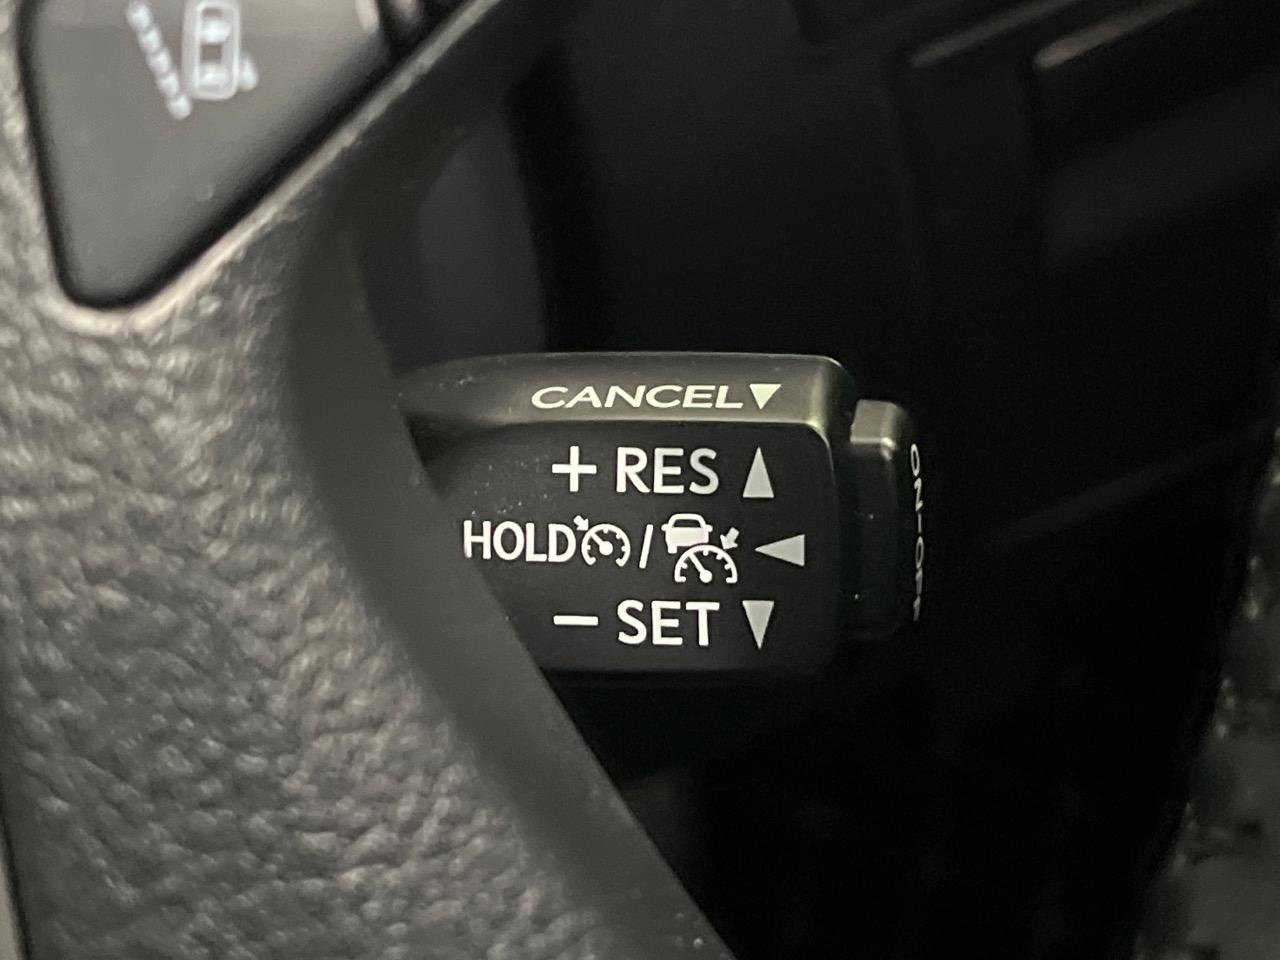 CANCEL▼
+ RES ▲
HOLD / ◀
− SET ▼
ON-OFF